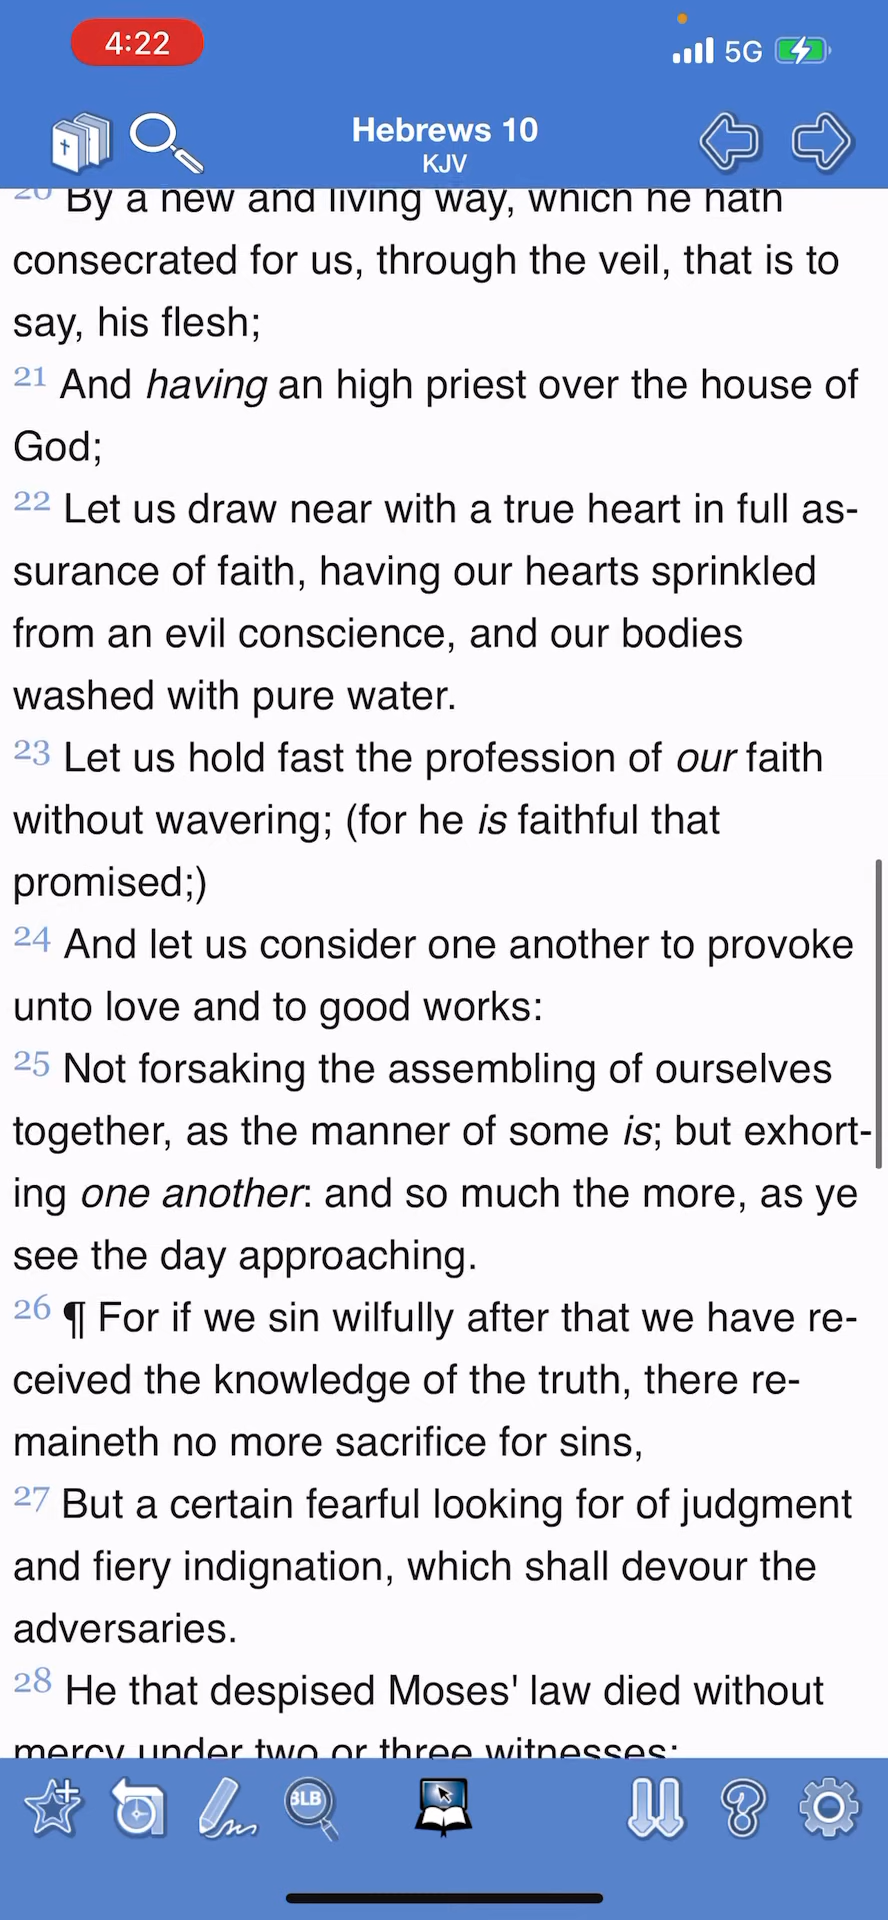 4:22
5G
Hebrews 10
KJV
20 By a new and living way, which he hath
consecrated for us, through the veil, that is to
say, his flesh;
21 And having an high priest over the house of
God;
22 Let us draw near with a true heart in full as-
surance of faith, having our hearts sprinkled
from an evil conscience, and our bodies
washed with pure water.
23 Let us hold fast the profession of our faith
without wavering; (for he is faithful that
promised;)
24 And let us consider one another to provoke
unto love and to good works:
25 Not forsaking the assembling of ourselves
together, as the manner of some is; but exhort-
ing one another: and so much the more, as ye
see the day approaching.
26 ¶ For if we sin wilfully after that we have re-
ceived the knowledge of the truth, there re-
maineth no more sacrifice for sins,
27 But a certain fearful looking for of judgment
and fiery indignation, which shall devour the
adversaries.
28 He that despised Moses' law died without
mercy under two or three witnesses:
BLB